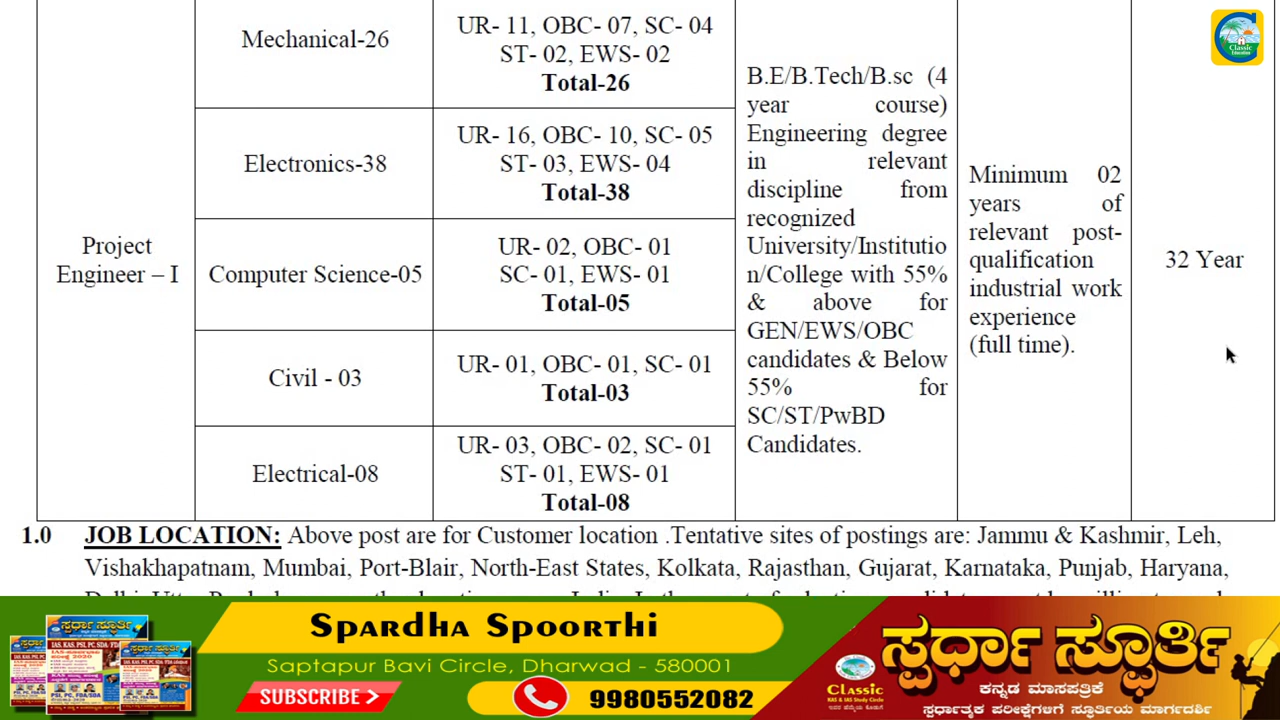 Mechanical-26
UR- 11, OBC- 07, SC- 04
ST- 02, EWS- 02
Total-26
Electronics-38
UR- 16, OBC- 10, SC- 05
ST- 03, EWS- 04
Total-38
Project
Engineer – I
Computer Science-05
UR- 02, OBC- 01
SC- 01, EWS- 01
Total-05
Civil - 03
UR- 01, OBC- 01, SC- 01
Total-03
Electrical-08
UR- 03, OBC- 02, SC- 01
ST- 01, EWS- 01
Total-08
B.E/B.Tech/B.sc (4
year course)
Engineering degree
in relevant
discipline from
recognized
University/Institutio
n/College with 55%
& above for
GEN/EWS/OBC
candidates & Below
55% for
SC/ST/PwBD
Candidates.
Minimum 02
years of
relevant post-
qualification
industrial work
experience
(full time).
32 Year
Classic
Education
1.0 JOB LOCATION: Above post are for Customer location .Tentative sites of postings are: Jammu & Kashmir, Leh,
Vishakhapatnam, Mumbai, Port-Blair, North-East States, Kolkata, Rajasthan, Gujarat, Karnataka, Punjab, Haryana,
ಸ್ಪರ್ಧಾ ಸ್ಫೂರ್ತಿ
Spardha Spoorthi
Saptapur Bavi Circle, Dharwad - 580001
SUBSCRIBE
9980552082
Classic
KAS & IAS Study Circle
ಸ್ಪರ್ಧಾ ಸ್ಫೂರ್ತಿ
ಕನ್ನಡ ಮಾಸಪತ್ರಿಕೆ
ಸ್ಪರ್ಧಾತ್ಮಕ ಪರೀಕ್ಷೆಗಳಿಗೆ ಸ್ಫೂರ್ತಿಯ ಮಾರ್ಗದರ್ಶಿ